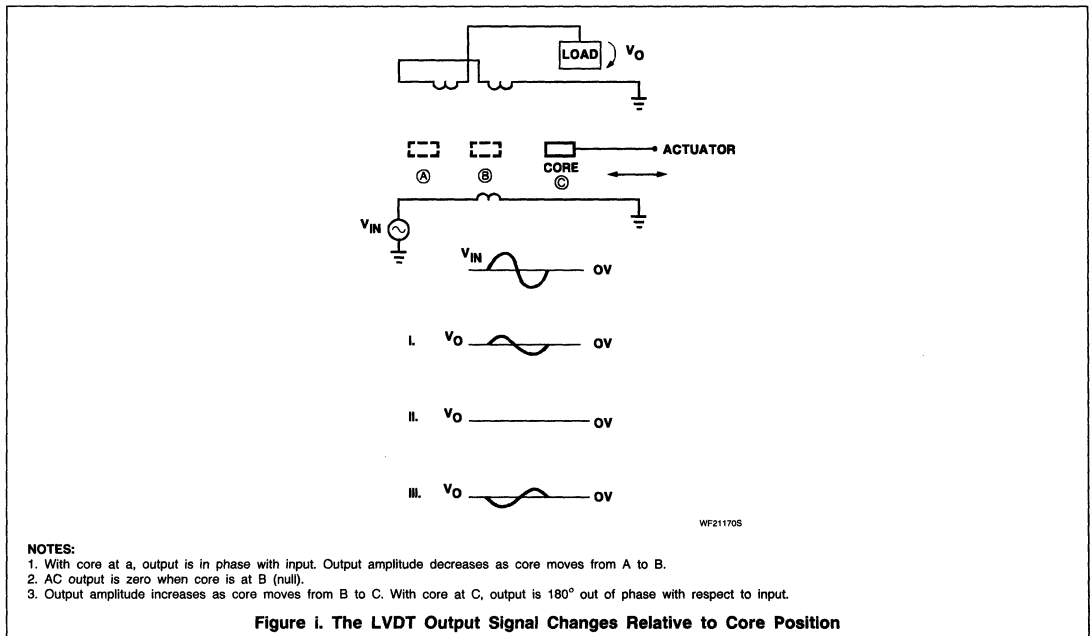 LOAD
VO
ACTUATOR
CORE
Ⓐ
Ⓑ
Ⓒ
VIN
VIN
OV
I. VO OV
II. VO OV
III. VO OV
WF21170S
NOTES:
1. With core at a, output is in phase with input. Output amplitude decreases as core moves from A to B.
2. AC output is zero when core is at B (null).
3. Output amplitude increases as core moves from B to C. With core at C, output is 180° out of phase with respect to input.
Figure i. The LVDT Output Signal Changes Relative to Core Position